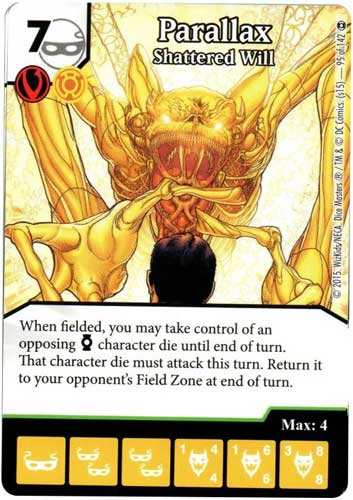 7
Parallax
Shattered Will
95 of 142
© 2015 WizKids/NECA. Dice Masters ® / TM & © DC Comics. (s15)
When fielded, you may take control of an
opposing character die until end of turn.
That character die must attack this turn. Return it
to your opponent's Field Zone at end of turn.
Max: 4
1 4 4
1 6 6
3 8 8